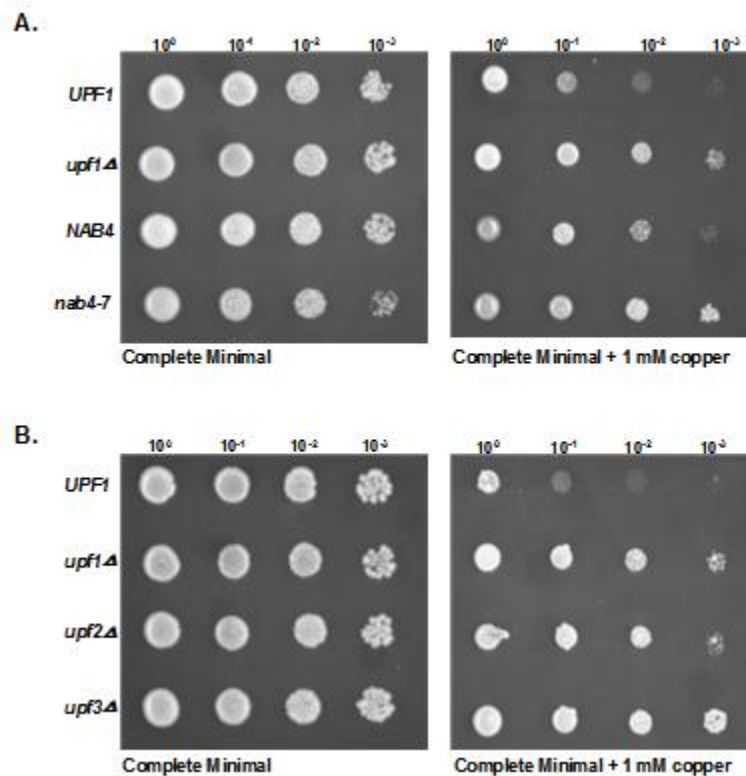 A.
10⁰ 10⁻¹ 10⁻² 10⁻³ 10⁰ 10⁻¹ 10⁻² 10⁻³
UPF1
upf1Δ
NAB4
nab4-7
Complete Minimal Complete Minimal + 1 mM copper
B.
10⁰ 10⁻¹ 10⁻² 10⁻³ 10⁰ 10⁻¹ 10⁻² 10⁻³
UPF1
upf1Δ
upf2Δ
upf3Δ
Complete Minimal Complete Minimal + 1 mM copper